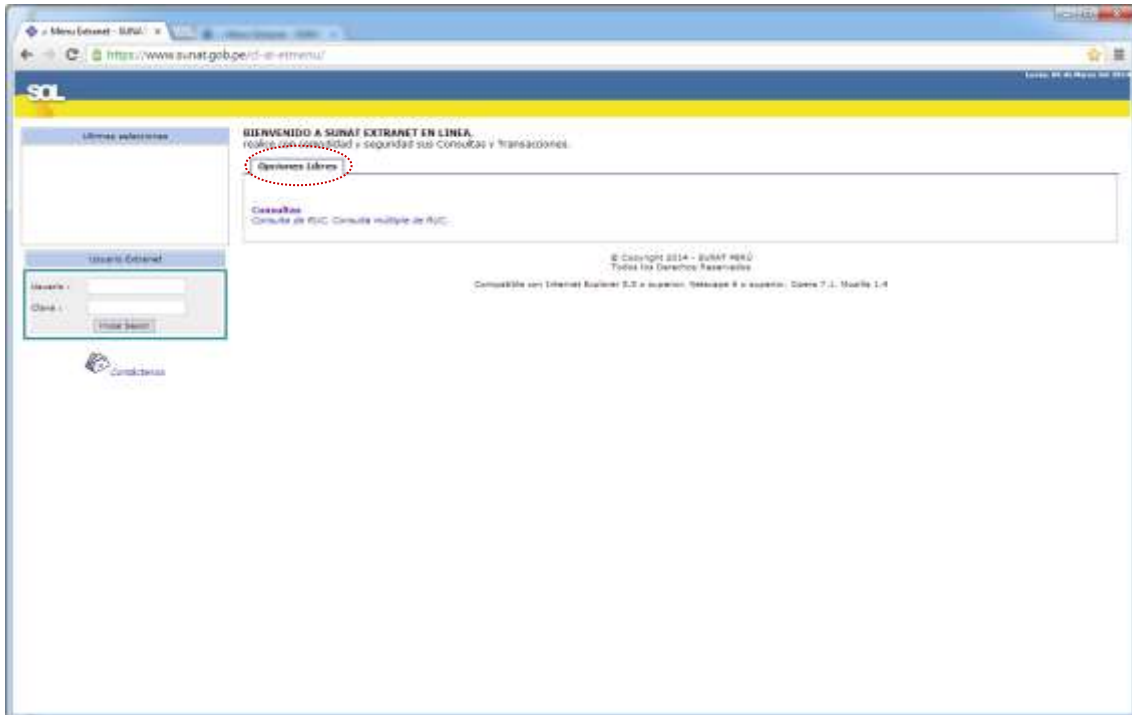 Menu Extranet - SUNAT
https://www.sunat.gob.pe/cl-at-itmenu/
SOL
Ultimas selecciones
BIENVENIDO A SUNAT EXTRANET EN LINEA.
realice con comodidad y seguridad sus Consultas y Transacciones.
Opciones Libres
Consultas
Consulta de RUC, Consulta múltiple de RUC.
Usuario Extranet
Usuario :
Clave :
Iniciar Sesión
Contáctenos
© Copyright 2014 - SUNAT PERÚ
Todos los Derechos Reservados
Compatible con Internet Explorer 5.5 o superior, Netscape 6 o superior, Opera 7.1, Mozilla 1.4